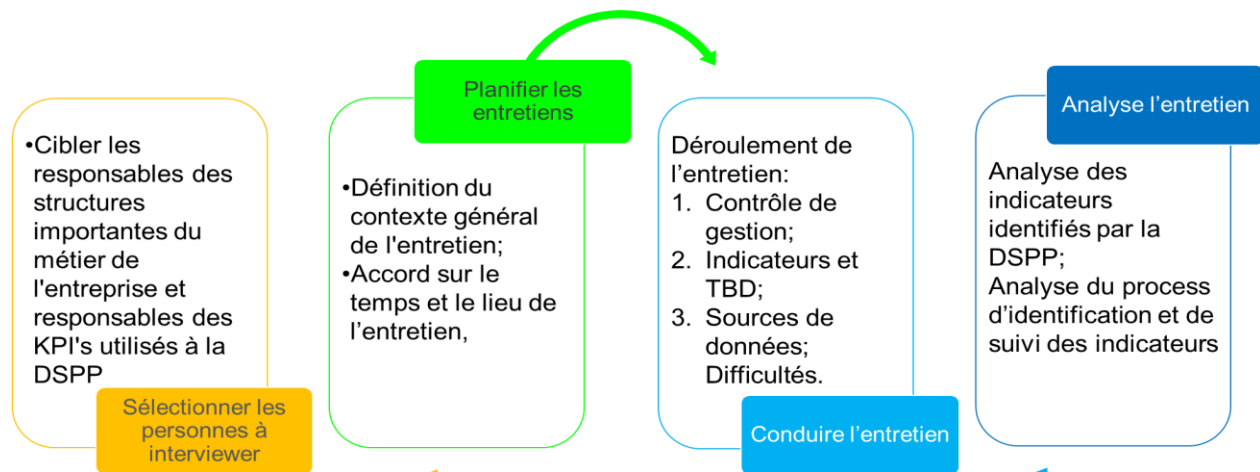 •Cibler les
responsables des
structures
importantes du
métier de
l'entreprise et
responsables des
KPI's utilisés à la
DSPP
Sélectionner les
personnes à
interviewer
Planifier les
entretiens
•Définition du
contexte général
de l'entretien;
•Accord sur le
temps et le lieu de
l’entretien,
Déroulement de
l’entretien:
1. Contrôle de
gestion;
2. Indicateurs et
TBD;
3. Sources de
données;
Difficultés.
Conduire l’entretien
Analyse l’entretien
Analyse des
indicateurs
identifiés par la
DSPP;
Analyse du process
d’identification et de
suivi des indicateurs